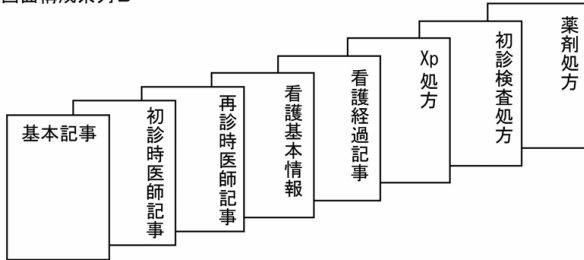 基本記事
初診時医師記事
再診時医師記事
看護基本情報
看護経過記事
Xp処方
初診検査処方
薬剤処方